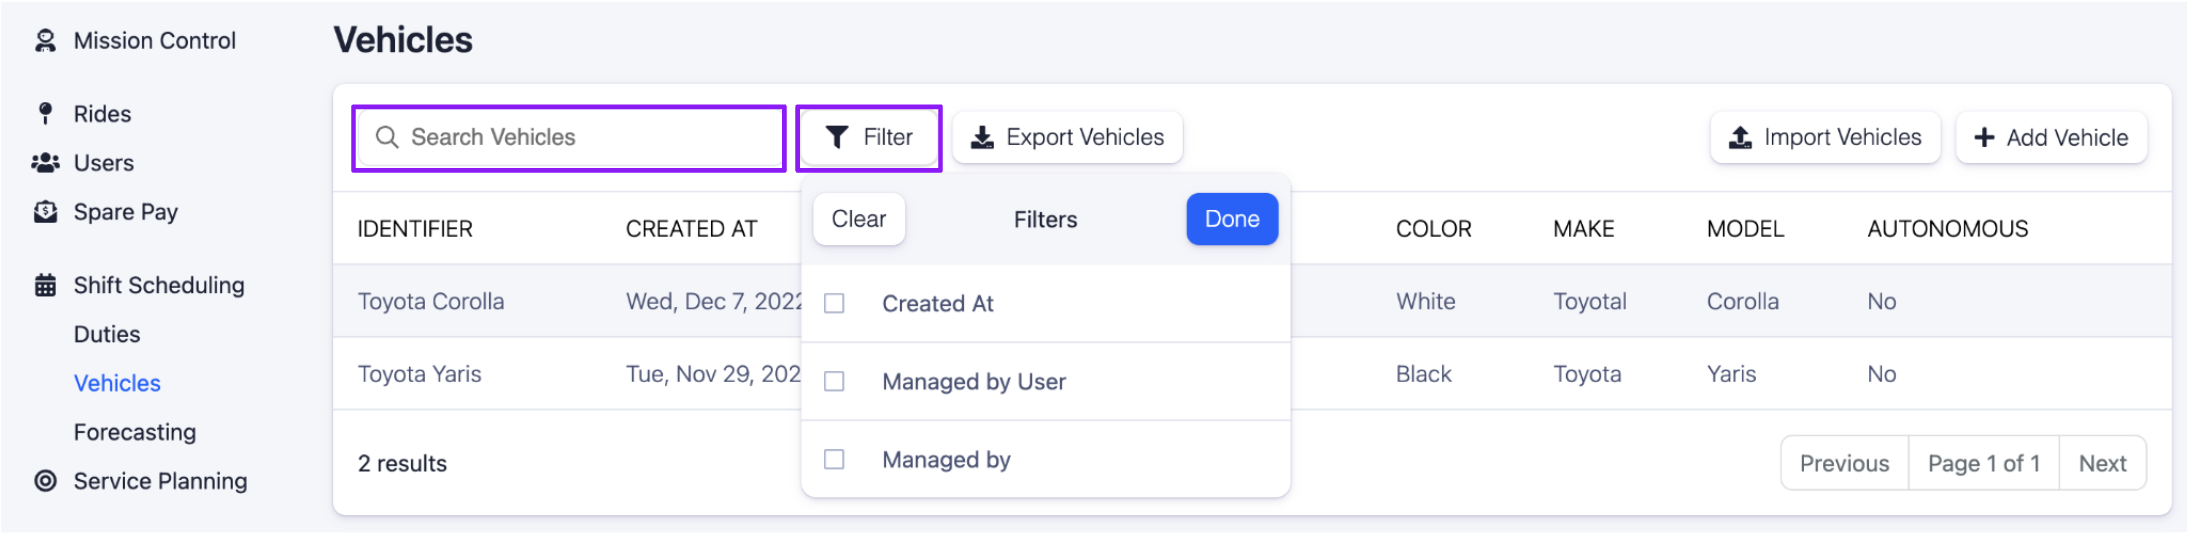 Mission Control
Rides
Users
Spare Pay
Shift Scheduling
Duties
Vehicles
Forecasting
Service Planning
Vehicles
Search Vehicles
Filter
Export Vehicles
Import Vehicles
Add Vehicle
Clear
Filters
Done
Created At
Managed by User
Managed by
IDENTIFIER CREATED AT COLOR MAKE MODEL AUTONOMOUS
Toyota Corolla Wed, Dec 7, 2022 White Toyotal Corolla No
Toyota Yaris Tue, Nov 29, 202 Black Toyota Yaris No
2 results
Previous Page 1 of 1 Next